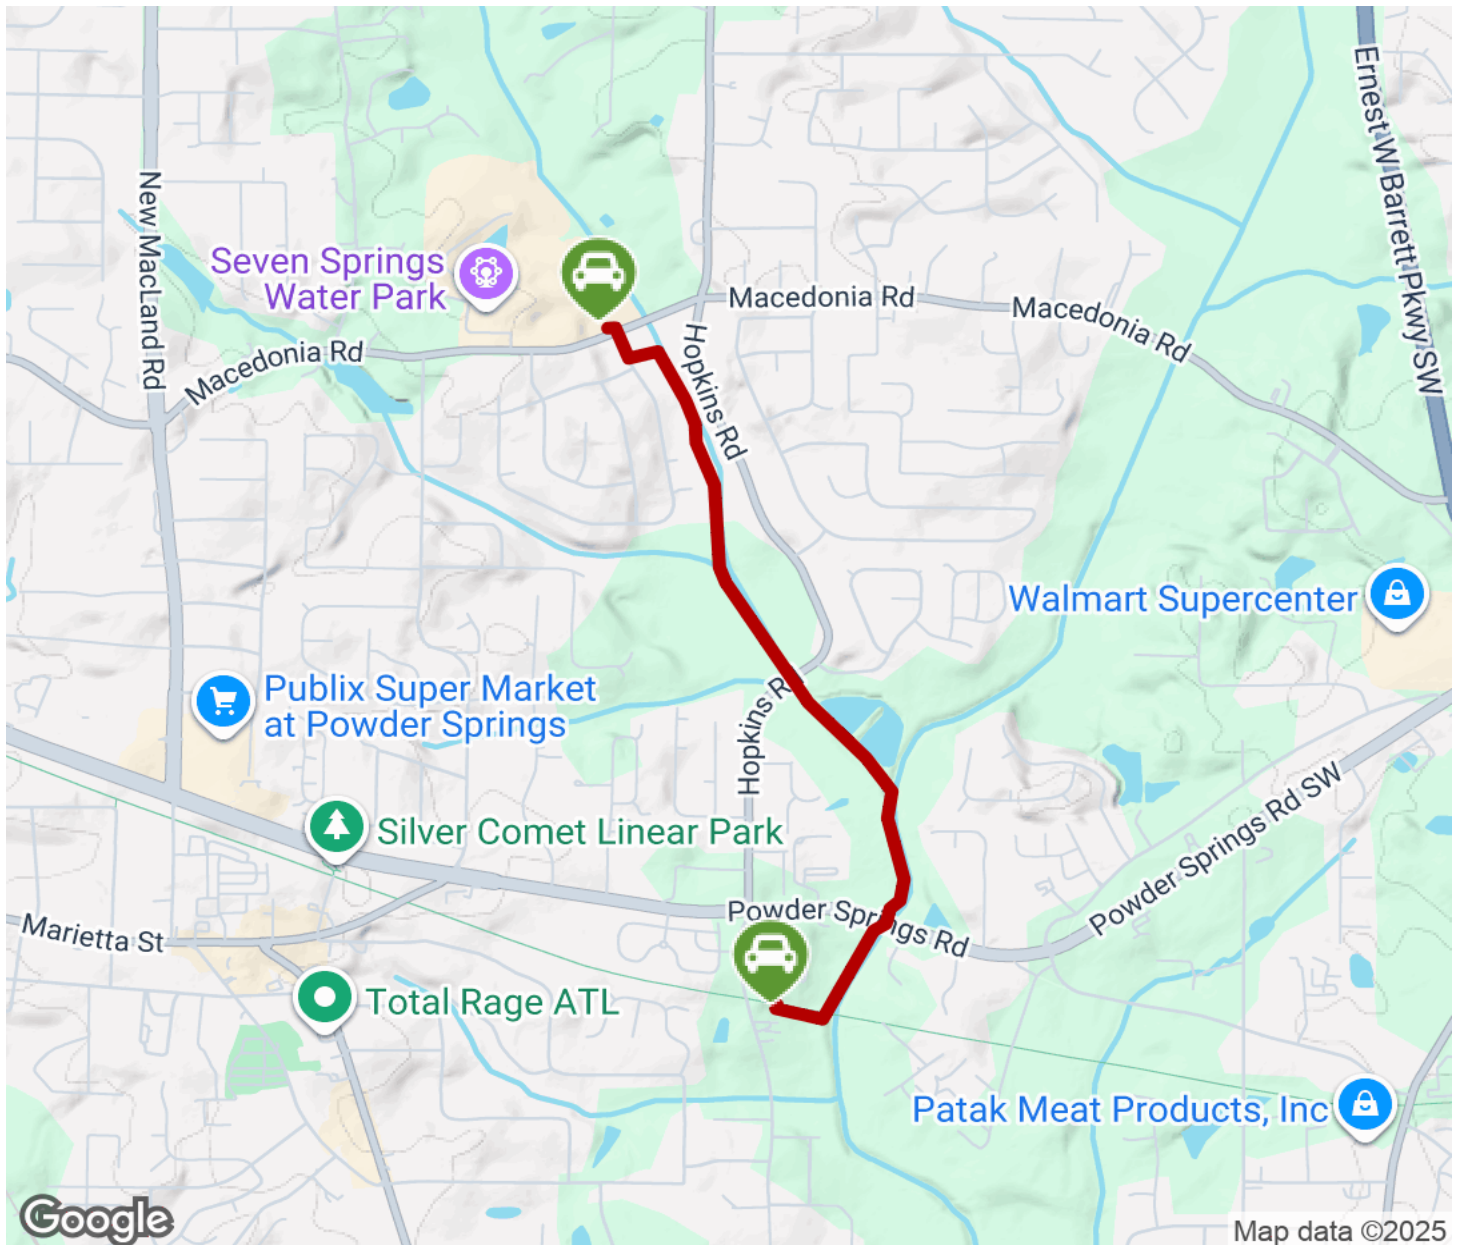 Ernest W Barrett Pkwy SW
New MacLand Rd
Seven Springs
Water Park
Macedonia Rd
Macedonia Rd
Macedonia Rd
Hopkins Rd
Walmart Supercenter
Publix Super Market
at Powder Springs
Hopkins Rd
Silver Comet Linear Park
Powder Springs Rd SW
Marietta St
Powder Springs Rd
Total Rage ATL
Patak Meat Products, Inc
Google
Map data ©2025